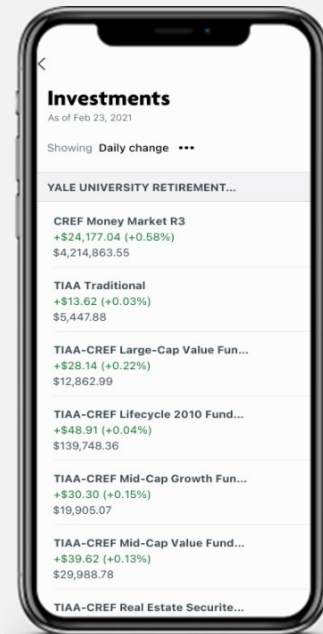 Investments
As of Feb 23, 2021
Showing Daily change •••
YALE UNIVERSITY RETIREMENT...
CREF Money Market R3
+$24,177.04 (+0.58%)
$4,214,863.55
TIAA Traditional
+$13.62 (+0.03%)
$5,447.88
TIAA-CREF Large-Cap Value Fun...
+$28.14 (+0.22%)
$12,862.99
TIAA-CREF Lifecycle 2010 Fund...
+$48.91 (+0.04%)
$139,748.36
TIAA-CREF Mid-Cap Growth Fun...
+$30.30 (+0.15%)
$19,905.07
TIAA-CREF Mid-Cap Value Fund...
+$39.62 (+0.13%)
$29,988.78
TIAA-CREF Real Estate Securite...